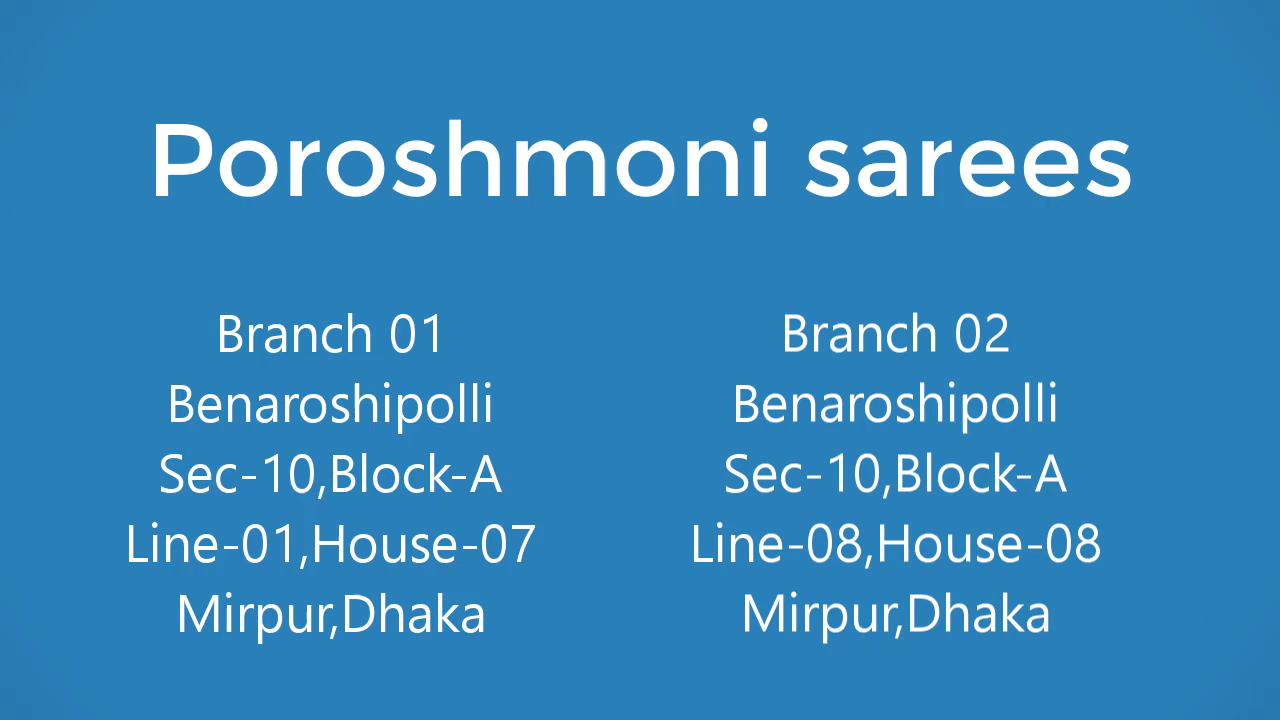 Poroshmoni sarees
Branch 01
Benaroshipolli
Sec-10,Block-A
Line-01,House-07
Mirpur,Dhaka
Branch 02
Benaroshipolli
Sec-10,Block-A
Line-08,House-08
Mirpur,Dhaka